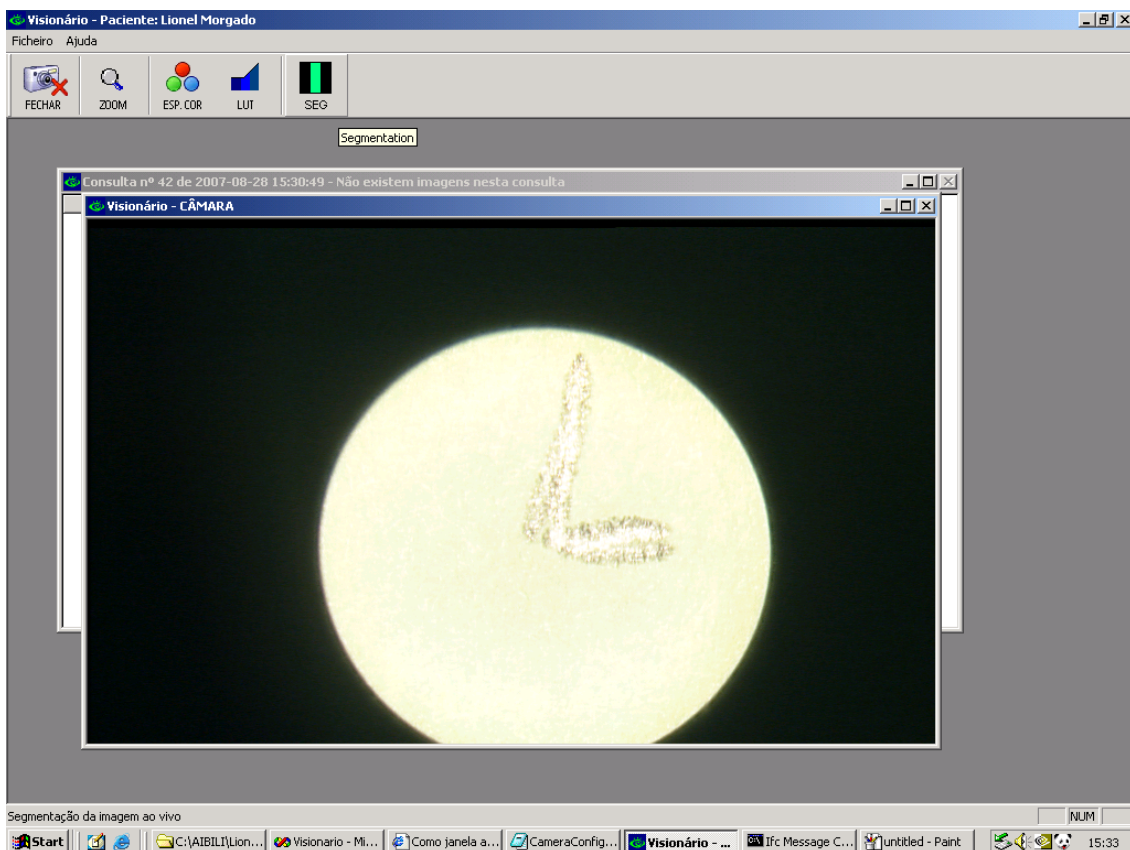 Visionário - Paciente: Lionel Morgado
Ficheiro Ajuda
FECHAR ZOOM ESP. COR LUT SEG
Segmentation
Consulta nº 42 de 2007-08-28 15:30:49 - Não existem imagens nesta consulta
Visionário - CÂMARA
Segmentação da imagem ao vivo
NUM
Start C:\AIBILI\Lion... Visionario - Mi... Como janela a... CameraConfig... Visionário - ... Ifc Message C... untitled - Paint 15:33